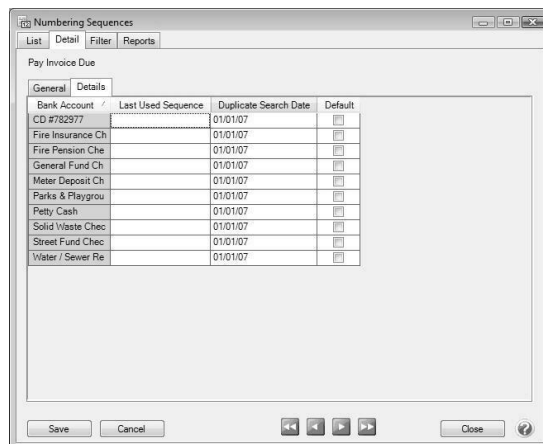 Numbering Sequences
List Detail Filter Reports
Pay Invoice Due
General Details
Bank Account Last Used Sequence Duplicate Search Date Default
CD #782977 01/01/07
Fire Insurance Ch 01/01/07
Fire Pension Che 01/01/07
General Fund Ch 01/01/07
Meter Deposit Ch 01/01/07
Parks & Playgrou 01/01/07
Petty Cash 01/01/07
Solid Waste Chec 01/01/07
Street Fund Chec 01/01/07
Water / Sewer Re 01/01/07
Save Cancel Close ?